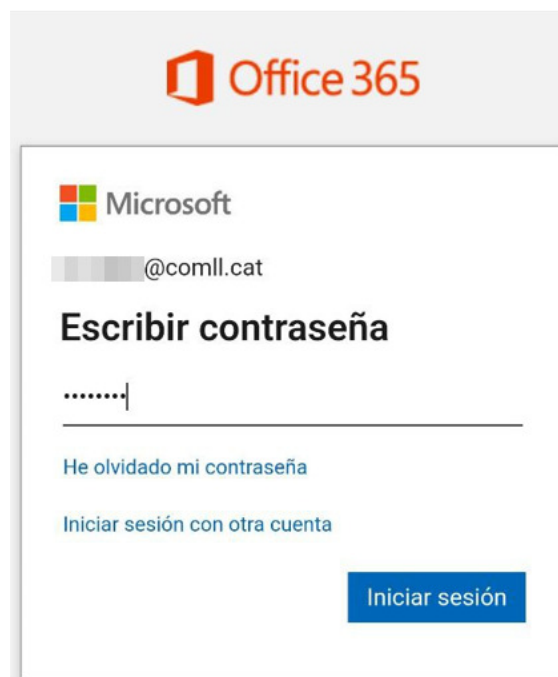 Office 365
Microsoft
@comll.cat
Escribir contraseña
••••••••
He olvidado mi contraseña
Iniciar sesión con otra cuenta
Iniciar sesión